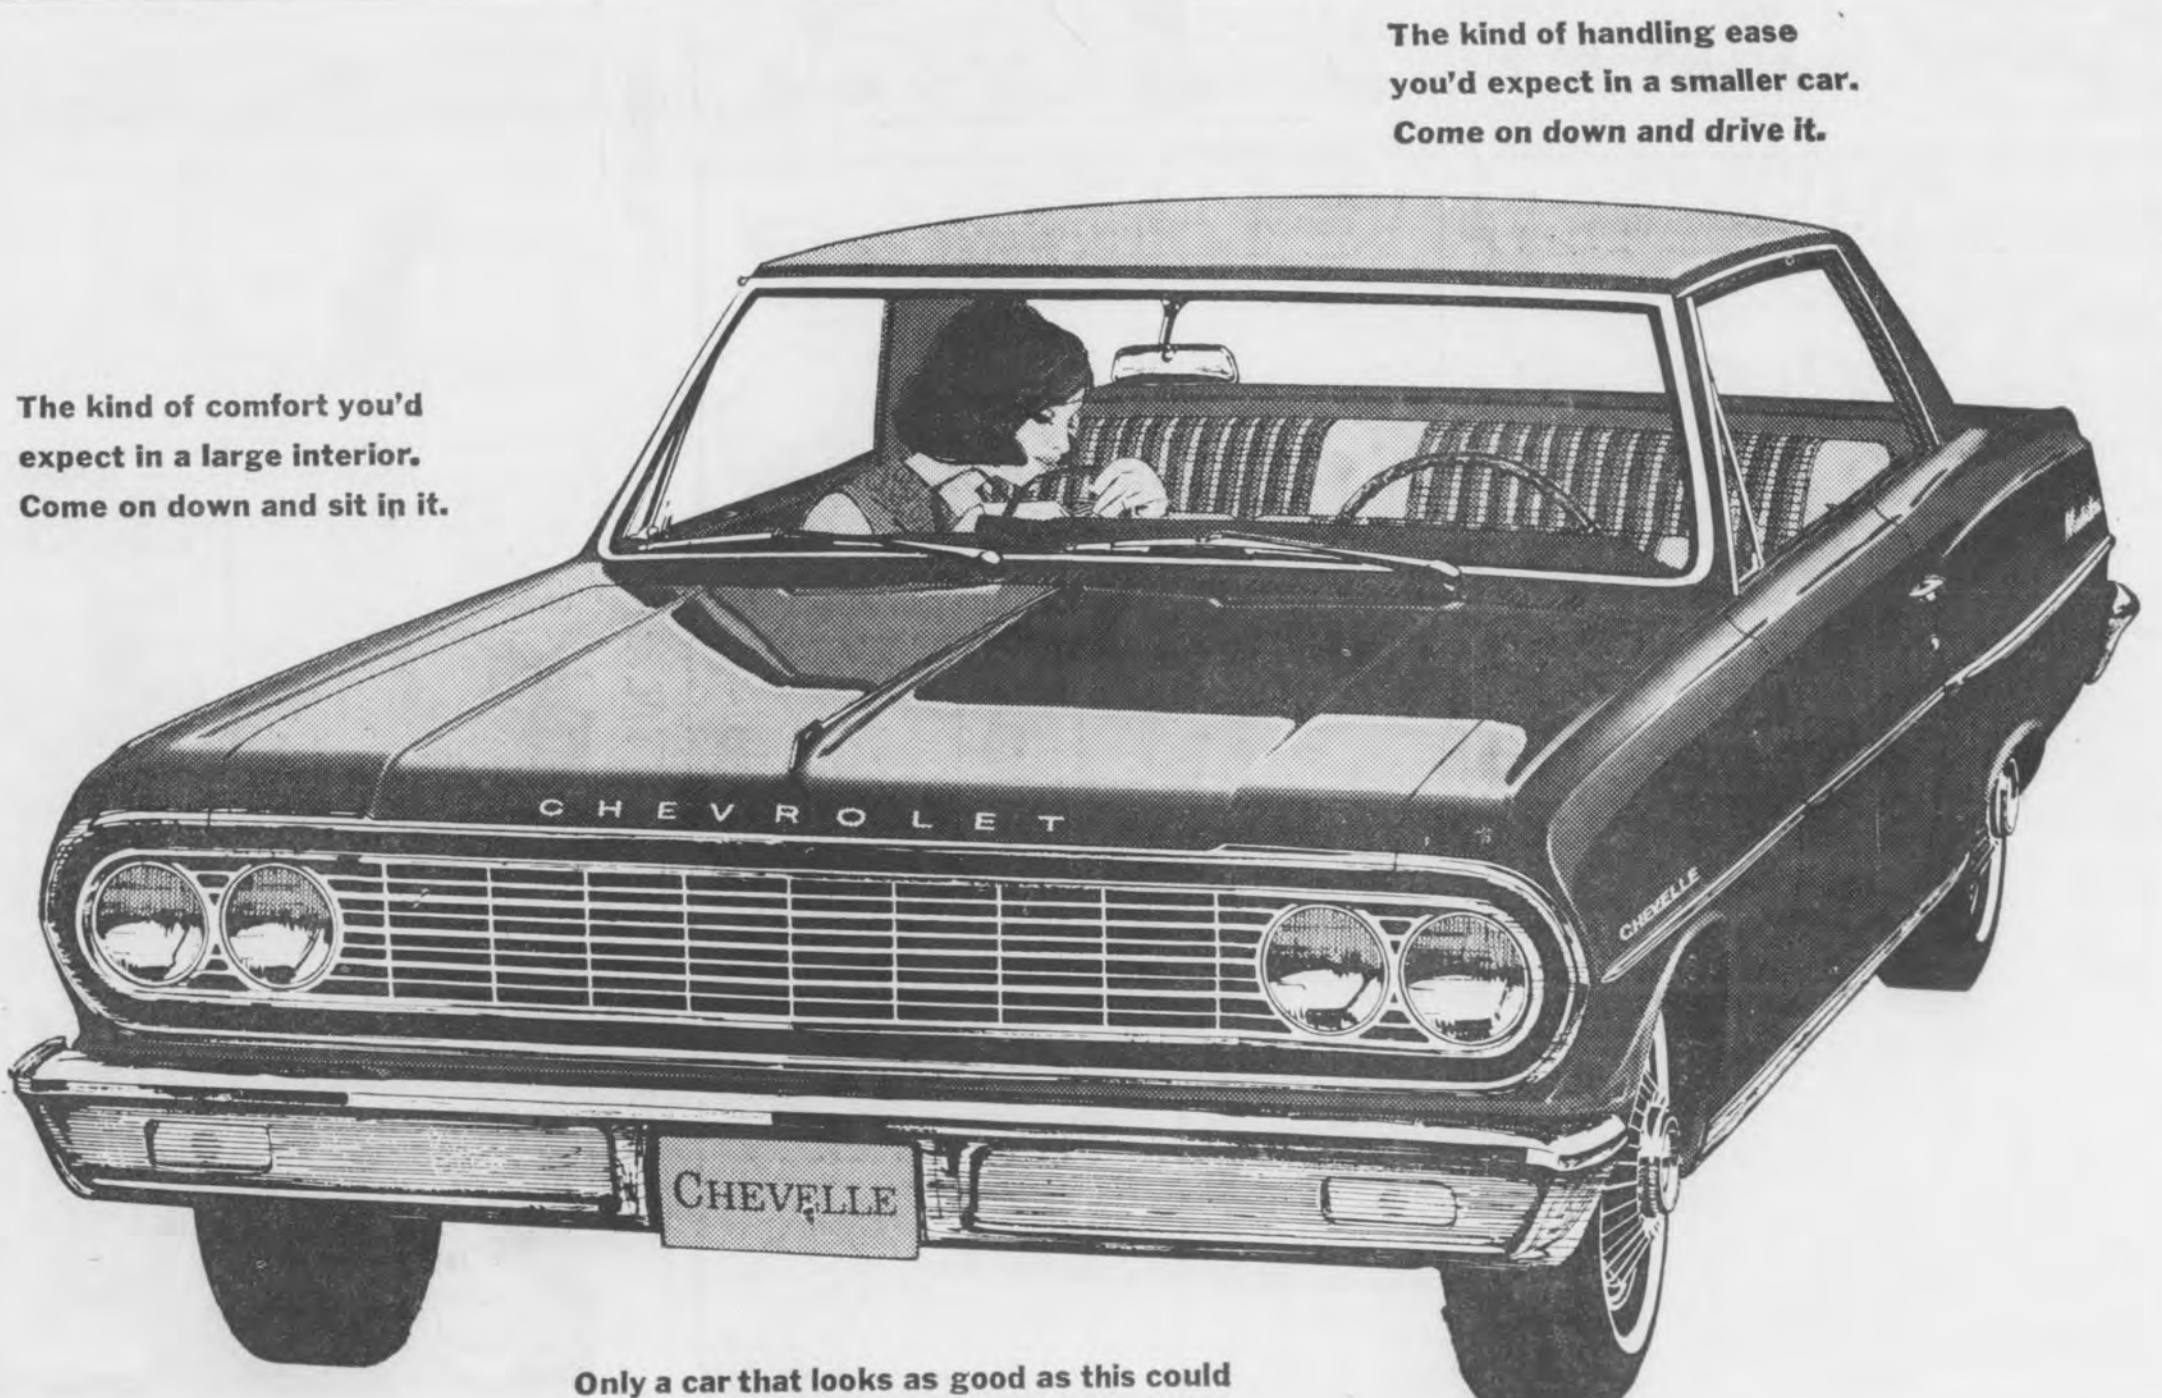 The kind of handling ease
you'd expect in a smaller car.
Come on down and drive it.
The kind of comfort you'd
expect in a large interior.
Come on down and sit in it.
CHEVROLET
CHEVELLE
CHEVELLE
Only a car that looks as good as this could